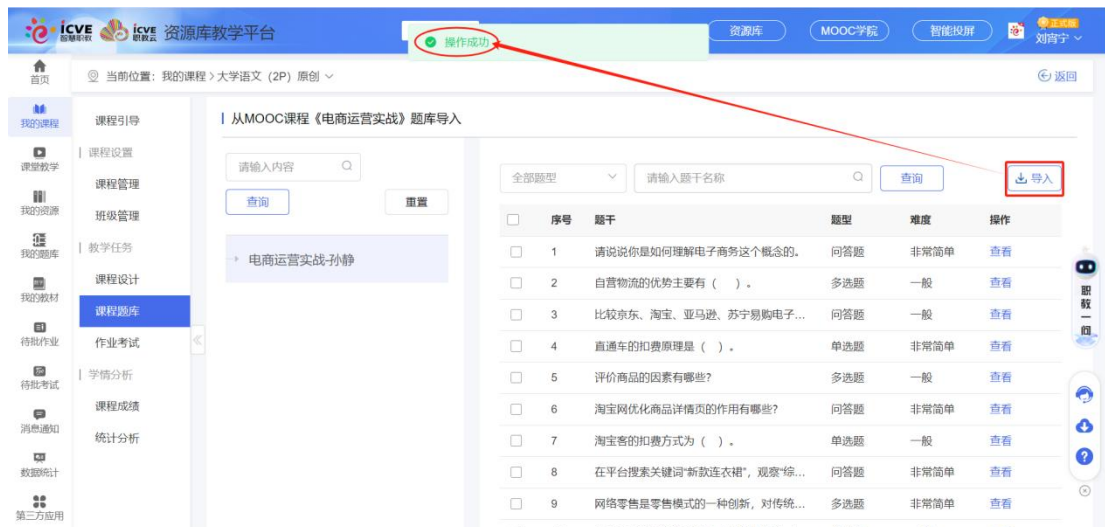 icve 智慧职教 icve 职教云 资源库教学平台
操作成功
资源库
MOOC学院
智能投屏
正式版
刘宵宁
首页
当前位置：我的课程 > 大学语文（2P）原创
返回
我的课程
课堂教学
我的资源
我的题库
我的教材
待批作业
待批考试
消息通知
数据统计
第三方应用
课程引导
课程设置
课程管理
班级管理
教学任务
课程设计
课程题库
作业考试
学情分析
课程成绩
统计分析
从MOOC课程《电商运营实战》题库导入
请输入内容
查询 重置
电商运营实战-孙静
全部题型 请输入题干名称 查询 导入
序号 题干 题型 难度 操作
1 请说说你是如何理解电子商务这个概念的。 问答题 非常简单 查看
2 自营物流的优势主要有（ ）。 多选题 一般 查看
3 比较京东、淘宝、亚马逊、苏宁易购电子... 问答题 一般 查看
4 直通车的扣费原理是（ ）。 单选题 非常简单 查看
5 评价商品的因素有哪些? 多选题 一般 查看
6 淘宝网优化商品详情页的作用有哪些? 问答题 非常简单 查看
7 淘宝客的扣费方式为（ ）。 单选题 一般 查看
8 在平台搜索关键词“新款连衣裙”，观察“综... 问答题 非常简单 查看
9 网络零售是零售模式的一种创新，对传统... 多选题 非常简单 查看
职教一问